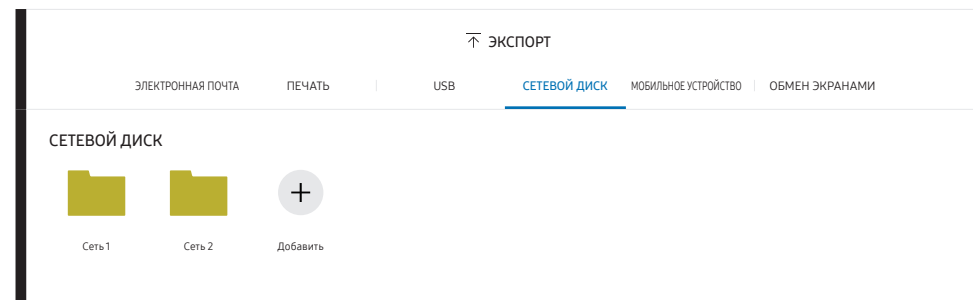 ЭКСПОРТ
ЭЛЕКТРОННАЯ ПОЧТА ПЕЧАТЬ USB СЕТЕВОЙ ДИСК МОБИЛЬНОЕ УСТРОЙСТВО ОБМЕН ЭКРАНАМИ
СЕТЕВОЙ ДИСК
Сеть 1 Сеть 2 Добавить